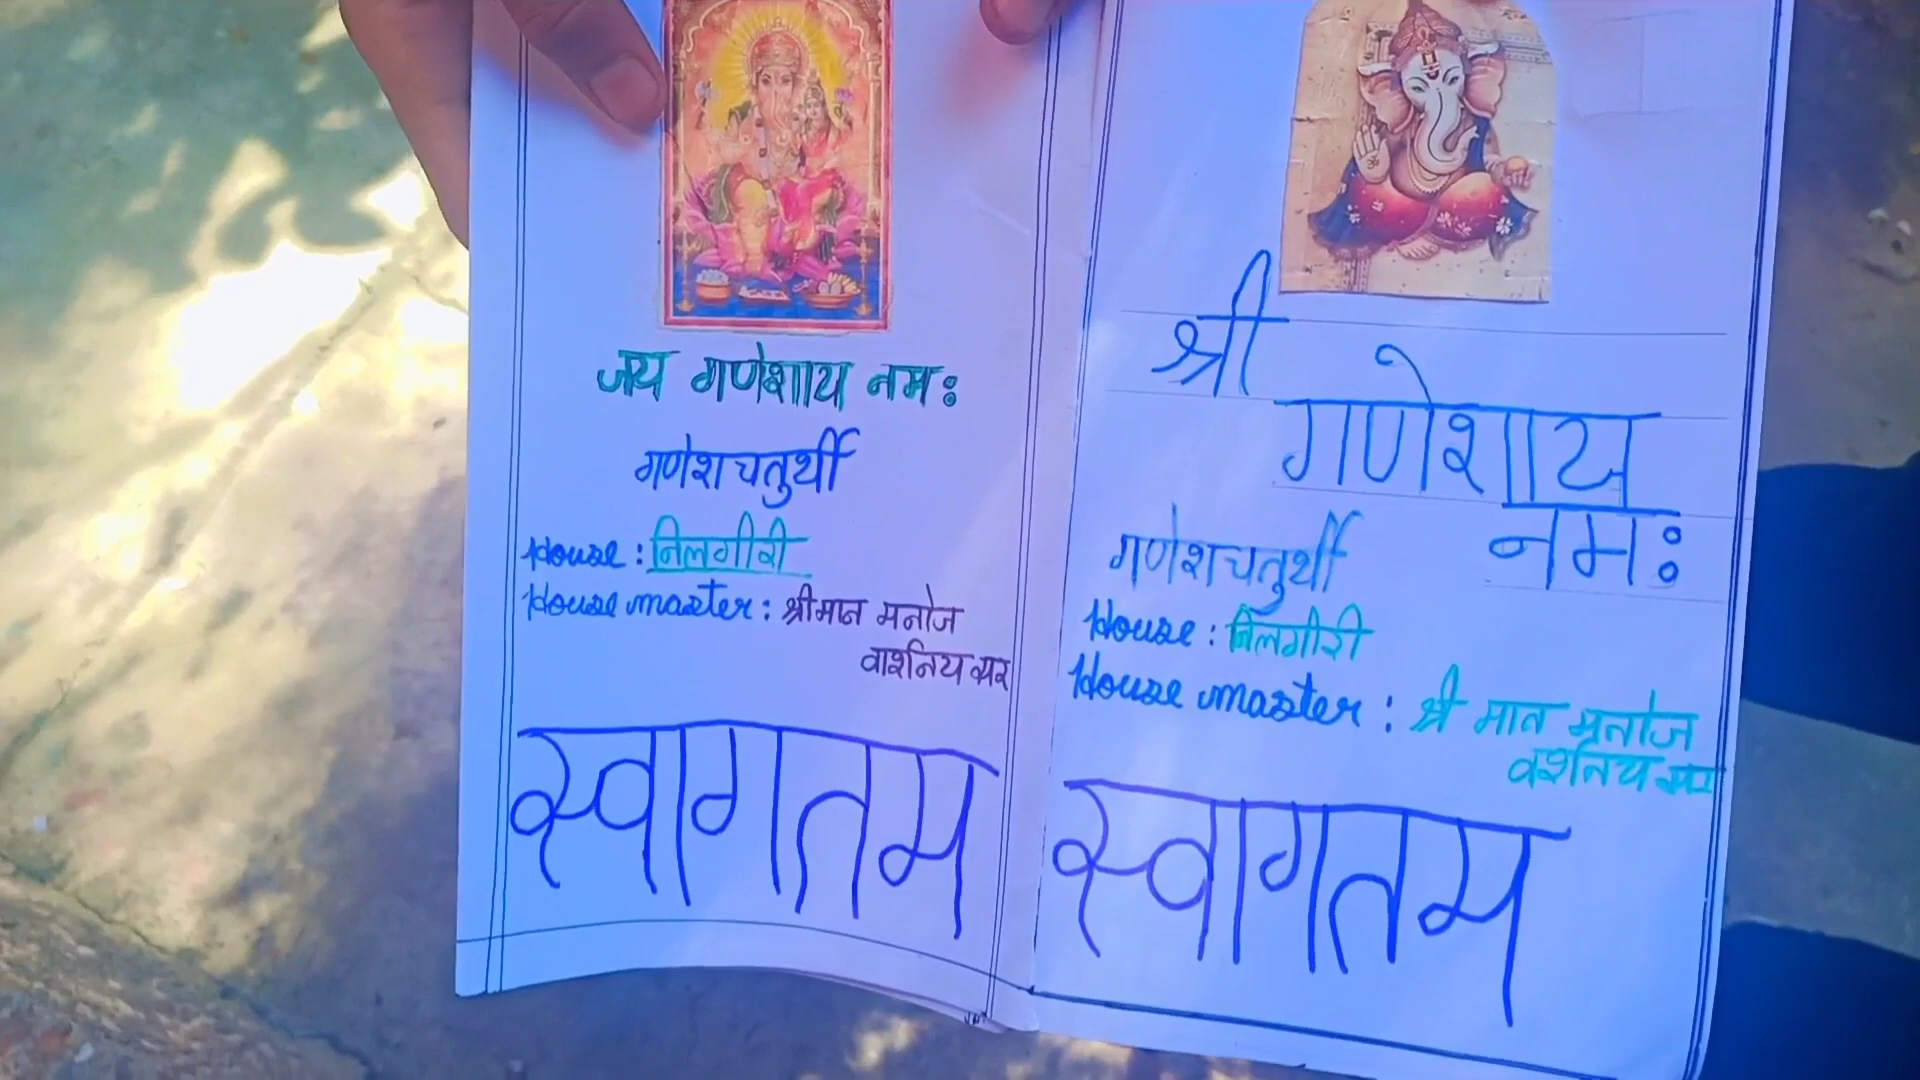 जय गणेशाय नमः
गणेश चतुर्थी
House : निलगीरी
House master : श्रीमान मनोज
वार्शनिय सर
स्वागतम
श्री
गणेशाय
नमः
गणेश चतुर्थी
House : निलगीरी
House master : श्री मान मनोज
वर्शनिय सर
स्वागतम